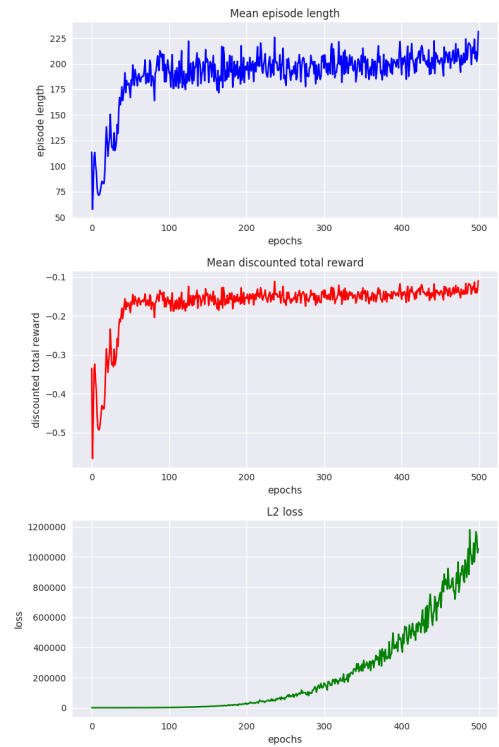 Mean episode length
225
200
175
150
125
100
75
50
episode length
0 100 200 300 400 500
epochs
Mean discounted total reward
−0.1
−0.2
−0.3
−0.4
−0.5
discounted total reward
0 100 200 300 400 500
epochs
L2 loss
1200000
1000000
800000
600000
400000
200000
0
loss
0 100 200 300 400 500
epochs